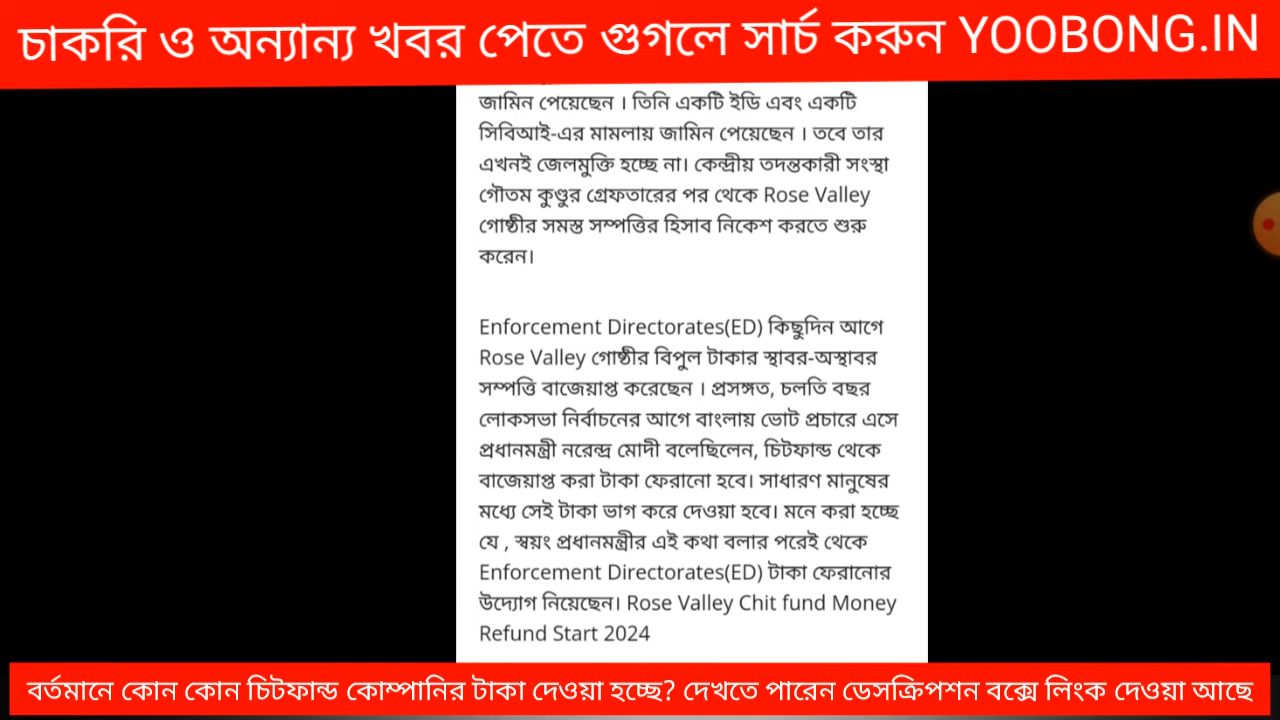 চাকরি ও অন্যান্য খবর পেতে গুগলে সার্চ করুন YOOBONG.IN
জামিন পেয়েছেন । তিনি একটি ইডি এবং একটি
সিবিআই-এর মামলায় জামিন পেয়েছেন । তবে তার
এখনই জেলমুক্তি হচ্ছে না। কেন্দ্রীয় তদন্তকারী সংস্থা
গৌতম কুণ্ডুর গ্রেফতারের পর থেকে Rose Valley
গোষ্ঠীর সমস্ত সম্পত্তির হিসাব নিকেশ করতে শুরু
করেন।
Enforcement Directorates(ED) কিছুদিন আগে
Rose Valley গোষ্ঠীর বিপুল টাকার স্থাবর-অস্থাবর
সম্পত্তি বাজেয়াপ্ত করেছেন । প্রসঙ্গত, চলতি বছর
লোকসভা নির্বাচনের আগে বাংলায় ভোট প্রচারে এসে
প্রধানমন্ত্রী নরেন্দ্র মোদী বলেছিলেন, চিটফান্ড থেকে
বাজেয়াপ্ত করা টাকা ফেরানো হবে। সাধারণ মানুষের
মধ্যে সেই টাকা ভাগ করে দেওয়া হবে। মনে করা হচ্ছে
যে , স্বয়ং প্রধানমন্ত্রীর এই কথা বলার পরেই থেকে
Enforcement Directorates(ED) টাকা ফেরানোর
উদ্যোগ নিয়েছেন। Rose Valley Chit fund Money
Refund Start 2024
বর্তমানে কোন কোন চিটফান্ড কোম্পানির টাকা দেওয়া হচ্ছে? দেখতে পারেন ডেসক্রিপশন বক্সে লিংক দেওয়া আছে